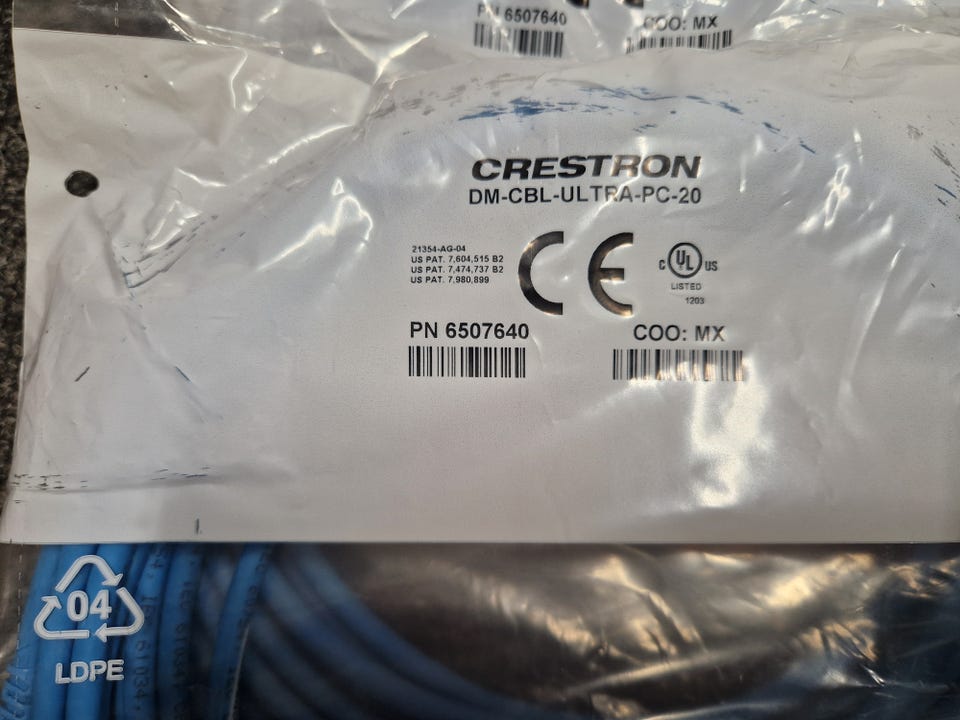 PN 6507640
COO: MX
CRESTRON
DM-CBL-ULTRA-PC-20
21354-AG-04
US PAT. 7,604,515 B2
US PAT. 7,474,737 B2
US PAT. 7,980,899
CE
C UL US
LISTED
1203
PN 6507640
COO: MX
04
LDPE